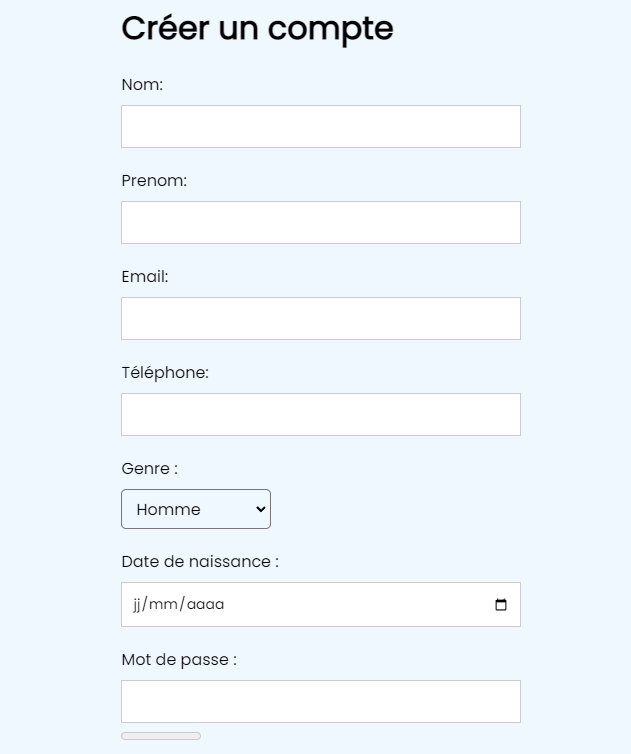 Créer un compte
Nom:
Prenom:
Email:
Téléphone:
Genre :
Homme
Date de naissance :
jj/mm/aaaa
Mot de passe :